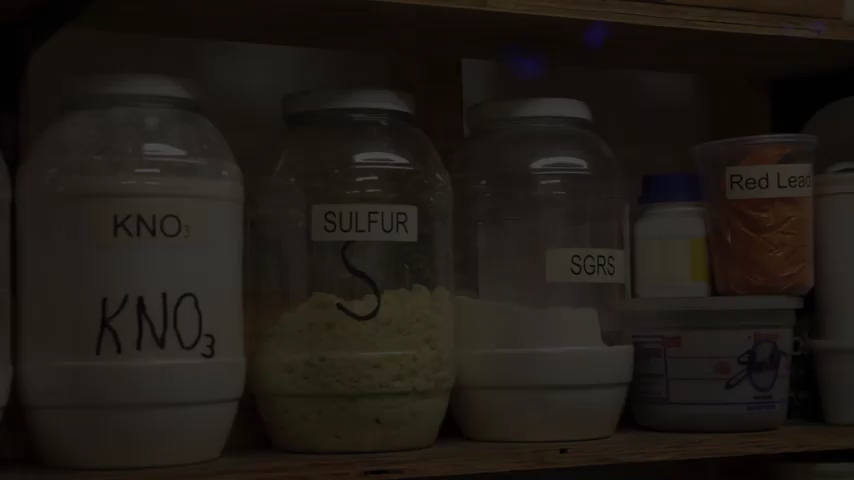 KNO₃
KNO₃
SULFUR
S
SGRS
Red Lead